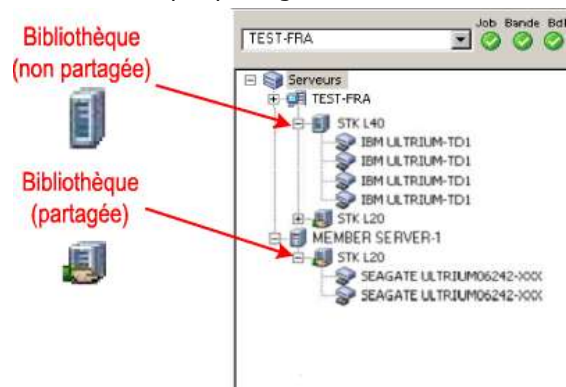 Job Bande BdD
TEST-FRA
Bibliothèque
(non partagée)
Bibliothèque
(partagée)
Serveurs
TEST-FRA
STK L40
IBM ULTRIUM-TD1
IBM ULTRIUM-TD1
IBM ULTRIUM-TD1
IBM ULTRIUM-TD1
STK L20
MEMBER SERVER-1
STK L20
SEAGATE ULTRIUM06242-XXX
SEAGATE ULTRIUM06242-XXX